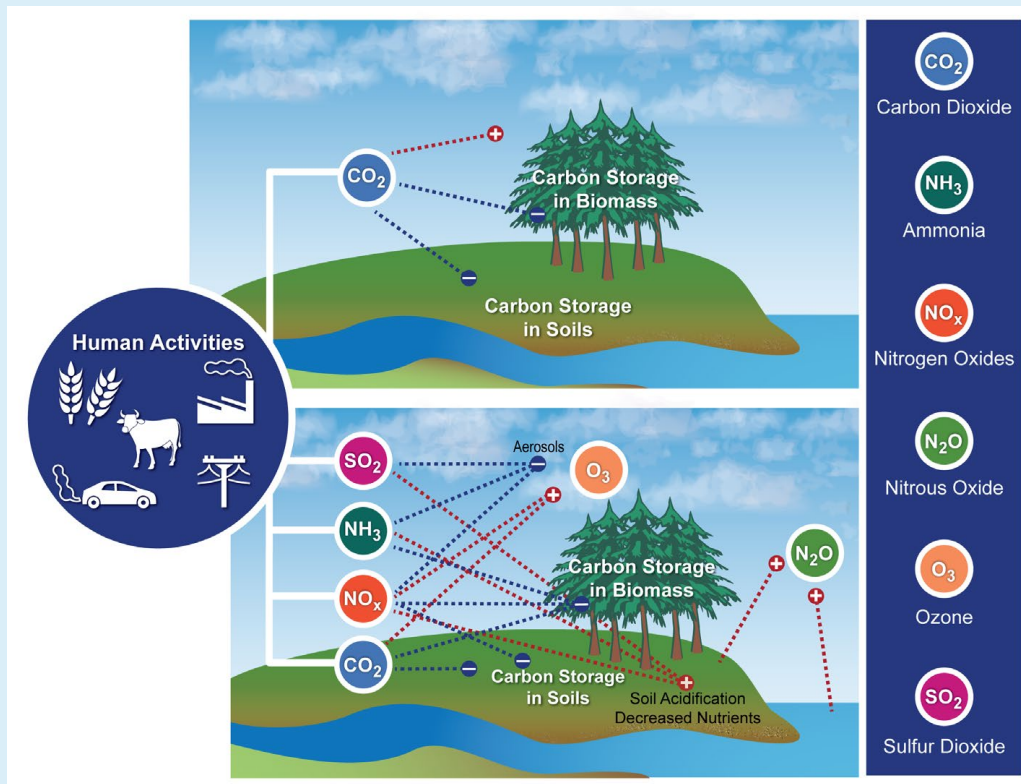 CO₂
Carbon Storage
in Biomass
Carbon Storage
in Soils
Human Activities
Aerosols
SO₂
O₃
NH₃
Carbon Storage
in Biomass
N₂O
NOₓ
CO₂
Carbon Storage
in Soils
Soil Acidification
Decreased Nutrients
CO₂
Carbon Dioxide
NH₃
Ammonia
NOₓ
Nitrogen Oxides
N₂O
Nitrous Oxide
O₃
Ozone
SO₂
Sulfur Dioxide